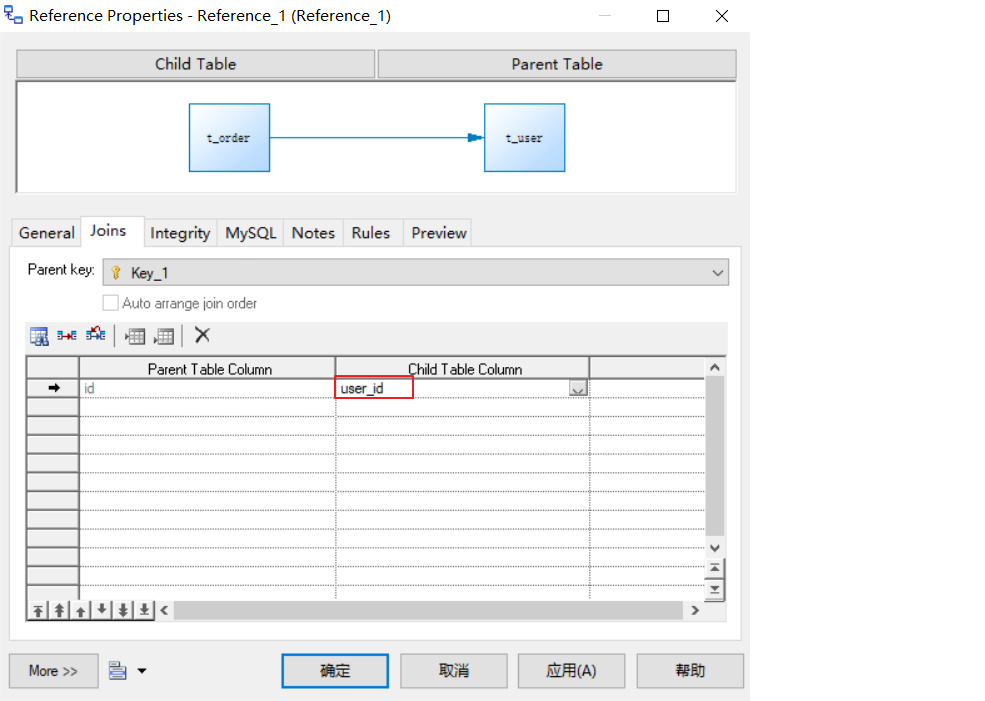 Reference Properties - Reference_1 (Reference_1)
Child Table Parent Table
t_order t_user
General Joins Integrity MySQL Notes Rules Preview
Parent key: Key_1
Auto arrange join order
Parent Table Column Child Table Column
id user_id
More >> 确定 取消 应用(A) 帮助